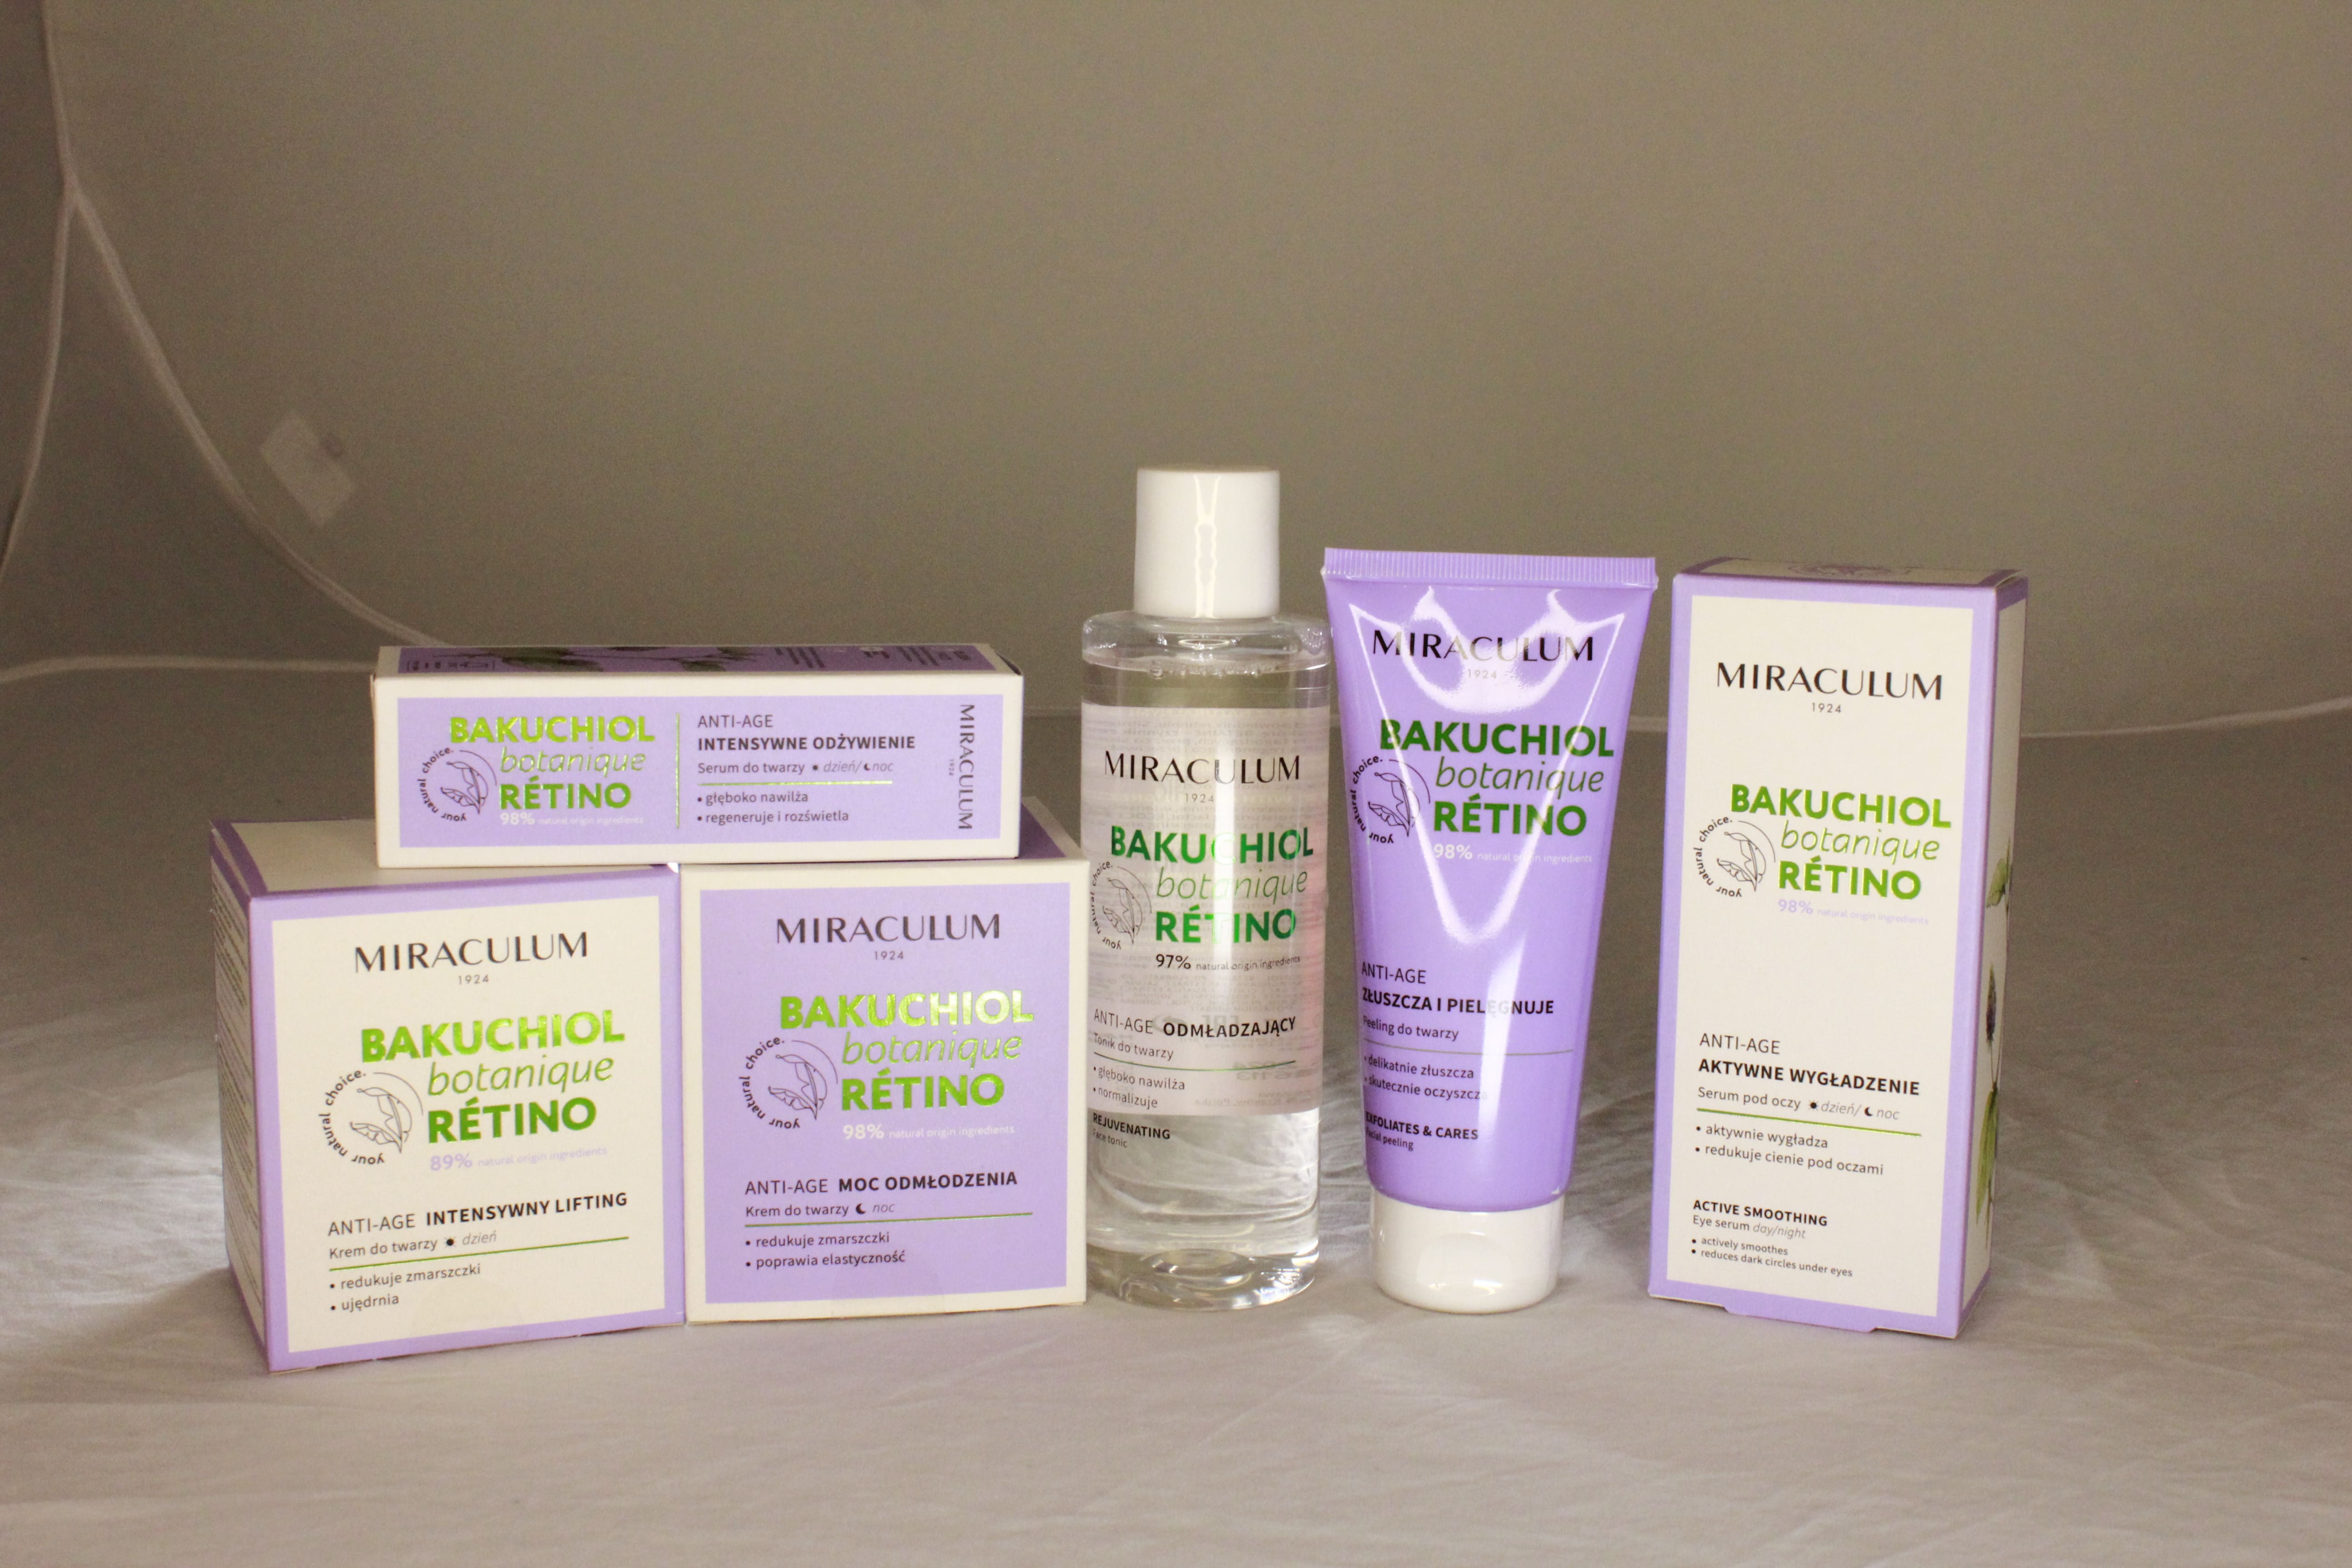 BAKUCHIOL
botanique
RÉTINO
your natural choice.
98% natural origin ingredients
ANTI-AGE
INTENSYWNE ODŻYWIENIE
Serum do twarzy dzień/ noc
• głęboko nawilża
• regeneruje i rozświetla
MIRACULUM
1924
MIRACULUM
1924
BAKUCHIOL
botanique
RÉTINO
your natural choice.
89% natural origin ingredients
ANTI-AGE INTENSYWNY LIFTING
Krem do twarzy dzień
• redukuje zmarszczki
• ujędrnia
MIRACULUM
1924
BAKUCHIOL
botanique
RÉTINO
your natural choice.
98% natural origin ingredients
ANTI-AGE MOC ODMŁODZENIA
Krem do twarzy noc
• redukuje zmarszczki
• poprawia elastyczność
MIRACULUM
1924
BAKUCHIOL
botanique
RÉTINO
your natural choice.
97% natural origin ingredients
ANTI-AGE ODMŁADZAJĄCY
Tonik do twarzy
• głęboko nawilża
• normalizuje
REJUVENATING
Face tonic
MIRACULUM
1924
BAKUCHIOL
botanique
RÉTINO
your natural choice.
98% natural origin ingredients
ANTI-AGE
ZŁUSZCZA I PIELĘGNUJE
Peeling do twarzy
• delikatnie złuszcza
• skutecznie oczyszcza
EXFOLIATES & CARES
Facial peeling
MIRACULUM
1924
BAKUCHIOL
botanique
RÉTINO
your natural choice.
98% natural origin ingredients
ANTI-AGE
AKTYWNE WYGŁADZENIE
Serum pod oczy dzień/ noc
• aktywnie wygładza
• redukuje cienie pod oczami
ACTIVE SMOOTHING
Eye serum day/night
• actively smoothes
• reduces dark circles under eyes